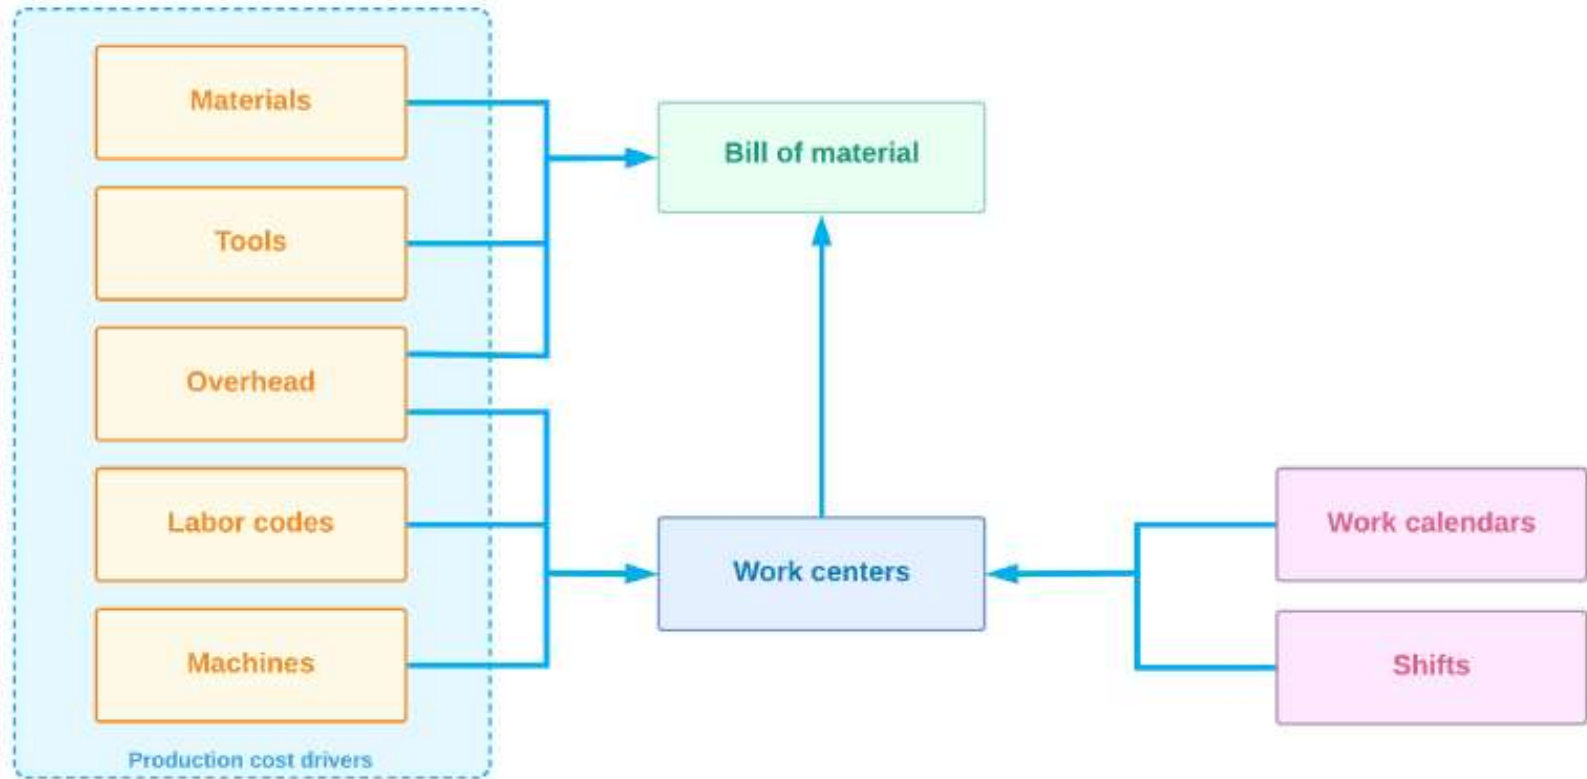 Materials
Tools
Overhead
Labor codes
Machines
Production cost drivers
Bill of material
Work centers
Work calendars
Shifts